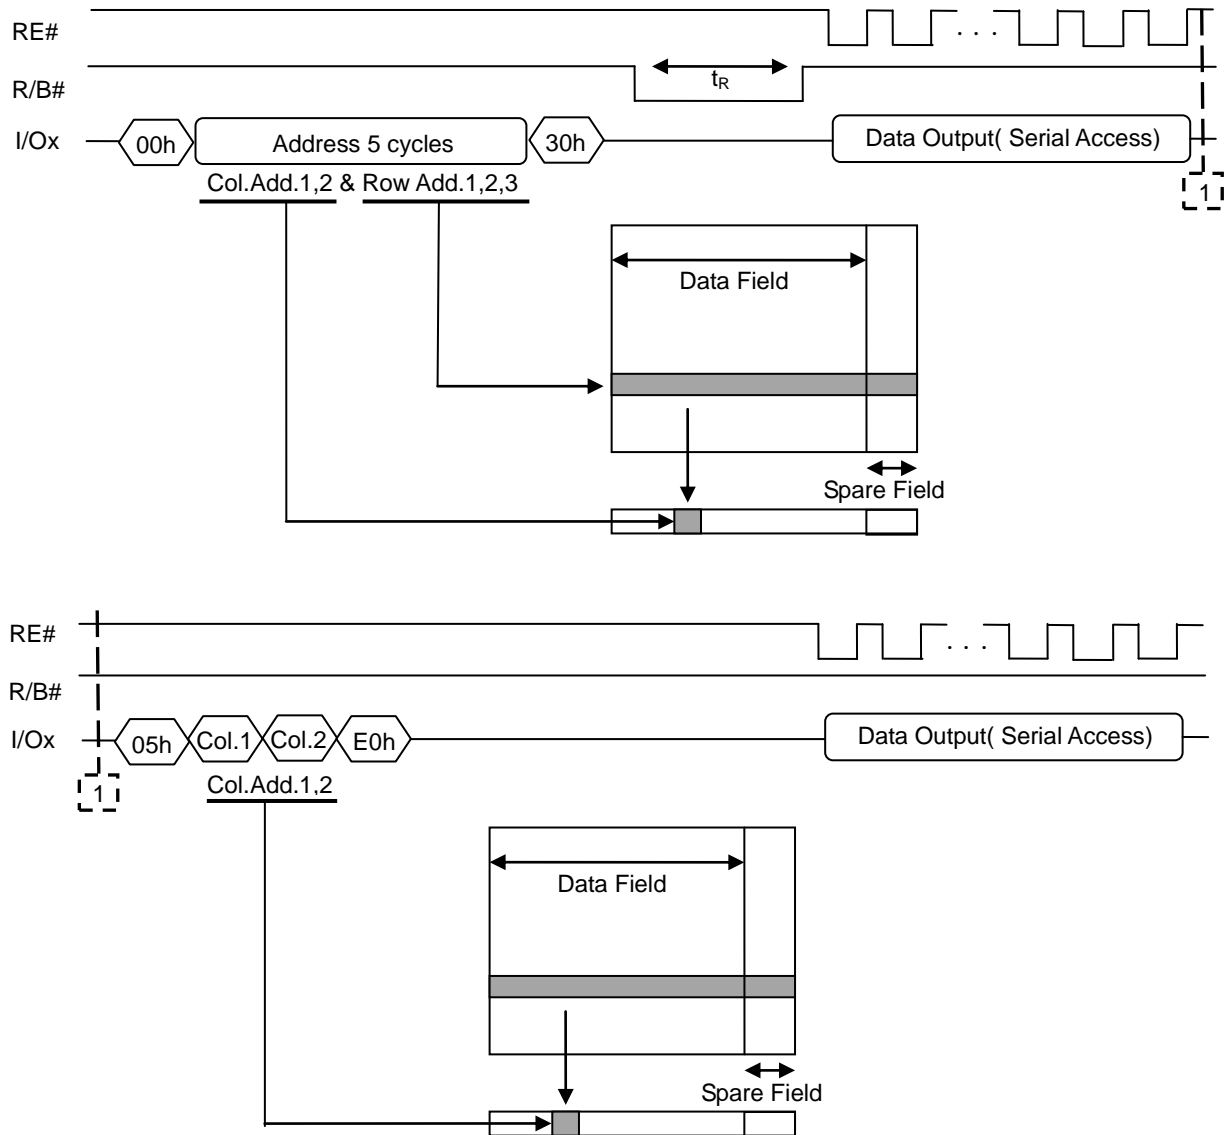 RE#
. . .
R/B#
tR
I/Ox
00h
Address 5 cycles
30h
Data Output( Serial Access)
Col.Add.1,2 & Row Add.1,2,3
1
Data Field
Spare Field
RE#
. . .
R/B#
I/Ox
05h
Col.1
Col.2
E0h
Data Output( Serial Access)
1
Col.Add.1,2
Data Field
Spare Field